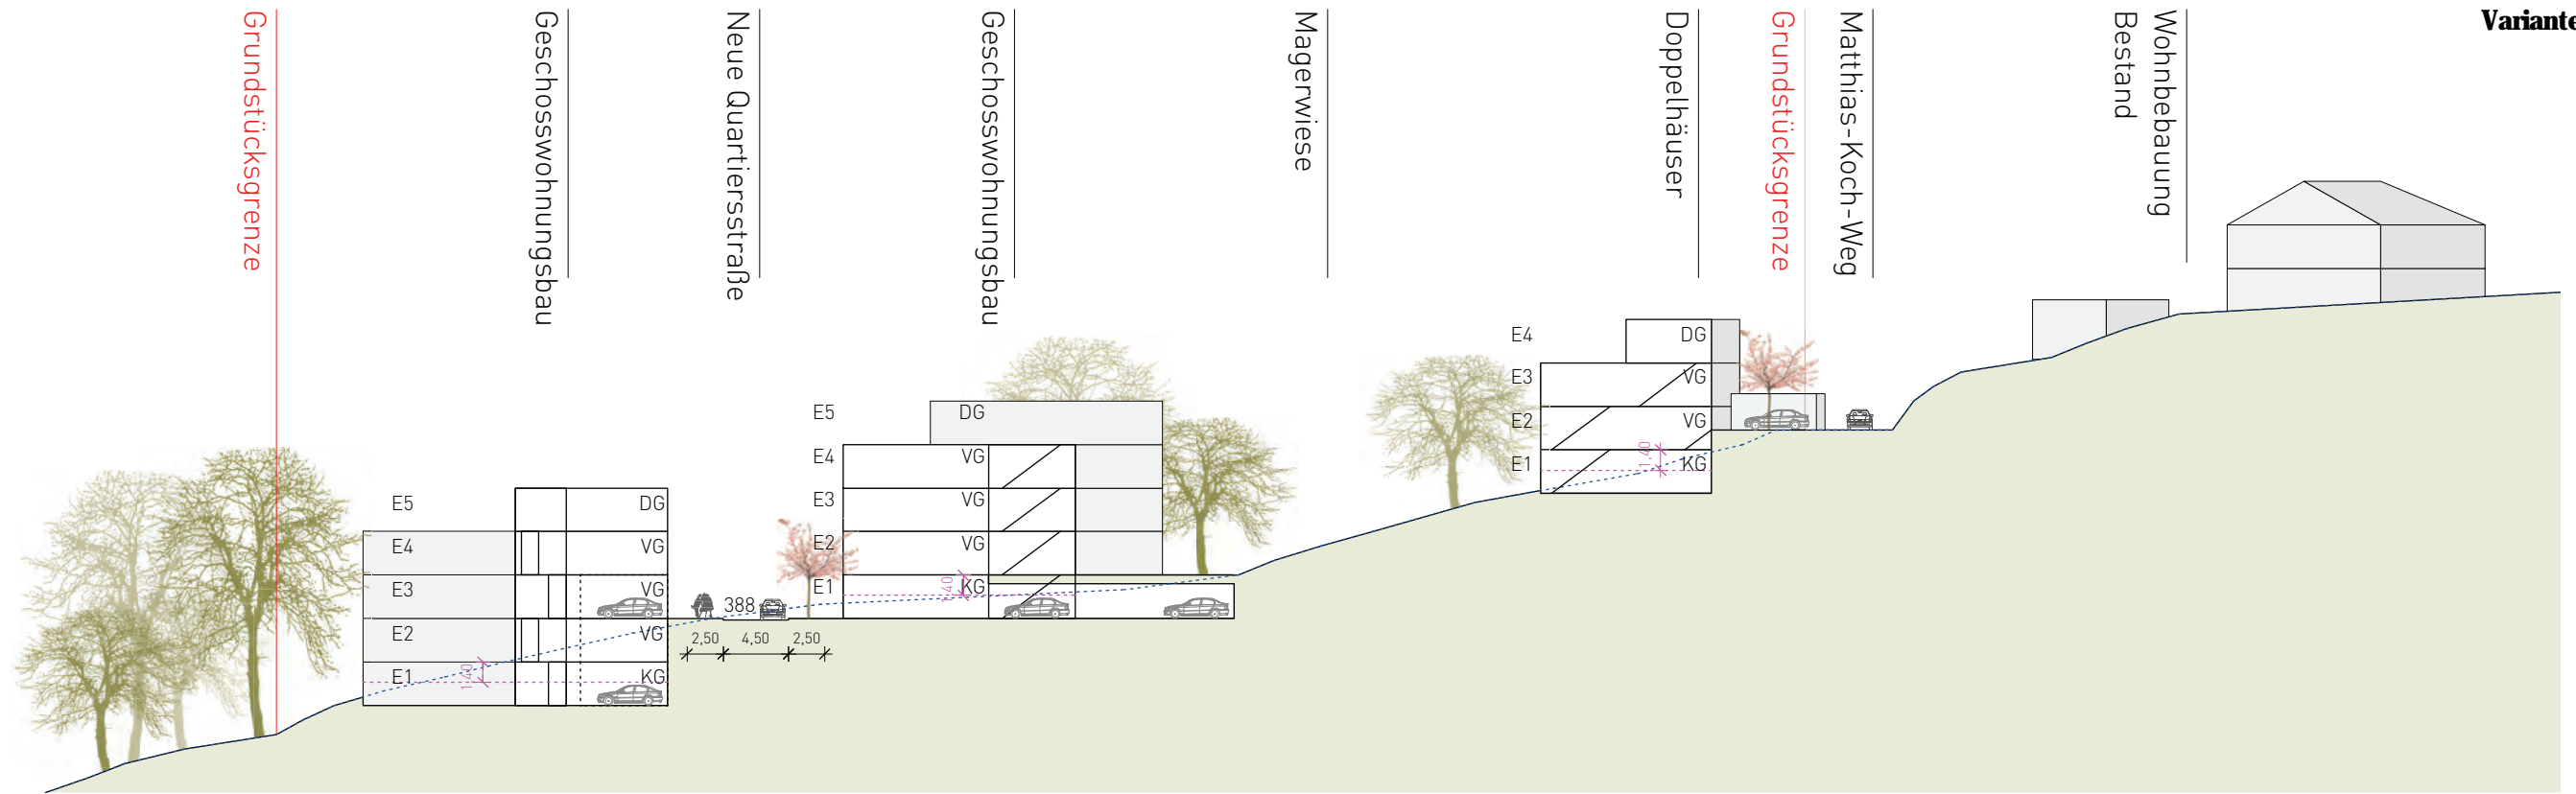 Grundstücksgrenze
Geschosswohnungsbau
Neue Quartiersstraße
Geschosswohnungsbau
Magerwiese
Doppelhäuser
Grundstücksgrenze
Matthias-Koch-Weg
Wohnbebauung
Bestand
Variante
E5
DG
E4
VG
E3
VG
E2
VG
E1
KG
1,40
388
2,50
4,50
2,50
E5
DG
E4
VG
E3
VG
E2
VG
E1
KG
1,40
E4
DG
E3
VG
E2
VG
E1
KG
1,40